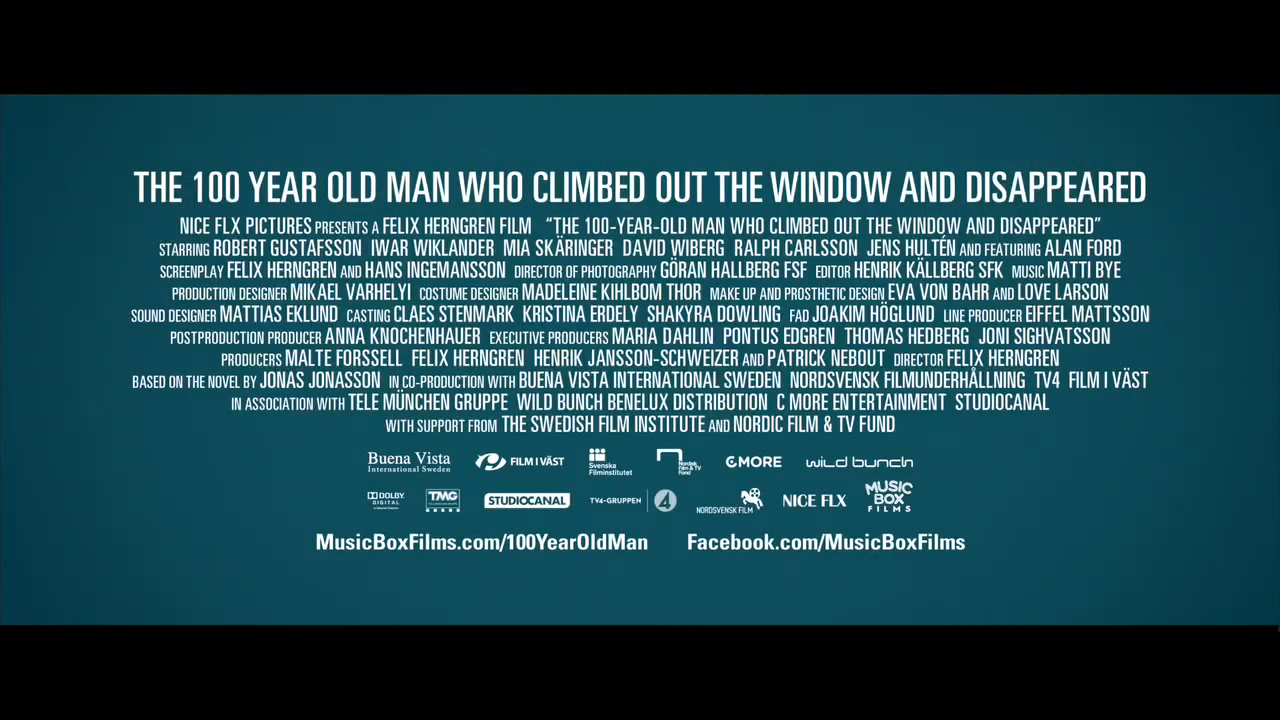 THE 100 YEAR OLD MAN WHO CLIMBED OUT THE WINDOW AND DISAPPEARED
NICE FLX PICTURES PRESENTS A FELIX HERNGREN FILM "THE 100-YEAR-OLD MAN WHO CLIMBED OUT THE WINDOW AND DISAPPEARED"
STARRING ROBERT GUSTAFSSON IWAR WIKLANDER MIA SKÄRINGER DAVID WIBERG RALPH CARLSSON JENS HULTÉN AND FEATURING ALAN FORD
SCREENPLAY FELIX HERNGREN AND HANS INGEMANSSON DIRECTOR OF PHOTOGRAPHY GÖRAN HALLBERG FSF EDITOR HENRIK KÄLLBERG SFK MUSIC MATTI BYE
PRODUCTION DESIGNER MIKAEL VARHELYI COSTUME DESIGNER MADELEINE KIHLBOM THOR MAKE UP AND PROSTHETIC DESIGN EVA VON BAHR AND LOVE LARSON
SOUND DESIGNER MATTIAS EKLUND CASTING CLAES STENMARK KRISTINA ERDELY SHAKYRA DOWLING FAD JOAKIM HÖGLUND LINE PRODUCER EIFFEL MATTSSON
POSTPRODUCTION PRODUCER ANNA KNOCHENHAUER EXECUTIVE PRODUCERS MARIA DAHLIN PONTUS EDGREN THOMAS HEDBERG JONI SIGHVATSSON
PRODUCERS MALTE FORSSELL FELIX HERNGREN HENRIK JANSSON-SCHWEIZER AND PATRICK NEBOUT DIRECTOR FELIX HERNGREN
BASED ON THE NOVEL BY JONAS JONASSON IN CO-PRODUCTION WITH BUENA VISTA INTERNATIONAL SWEDEN NORDSVENSK FILMUNDERHÅLLNING TV4 FILM I VÄST
IN ASSOCIATION WITH TELE MÜNCHEN GRUPPE WILD BUNCH BENELUX DISTRIBUTION C MORE ENTERTAINMENT STUDIOCANAL
WITH SUPPORT FROM THE SWEDISH FILM INSTITUTE AND NORDIC FILM & TV FUND
Buena Vista
International Sweden
FILM I VÄST
Svenska
Filminstitutet
Nordisk
Film & TV
Fond
CMORE
wild bunch
DOLBY
DIGITAL
TMG
STUDIOCANAL
TV4-GRUPPEN 4
NORDSVENSK FILM
NICE FLX
MUSIC
BOX
FILMS
MusicBoxFilms.com/100YearOldMan Facebook.com/MusicBoxFilms